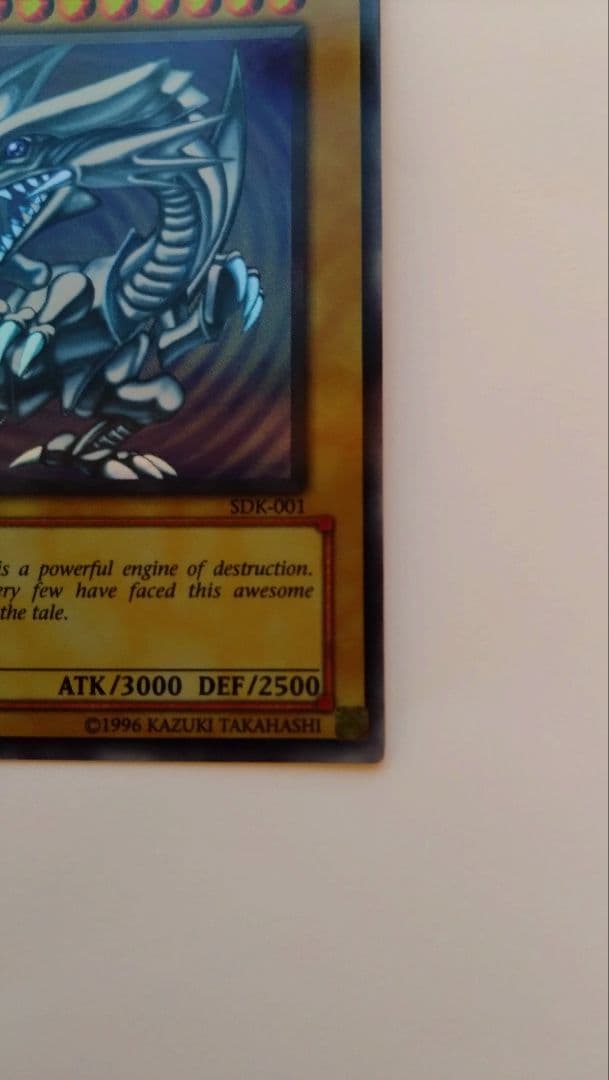 SDK-001
is a powerful engine of destruction.
ery few have faced this awesome
the tale.
ATK/3000 DEF/2500
©1996 KAZUKI TAKAHASHI